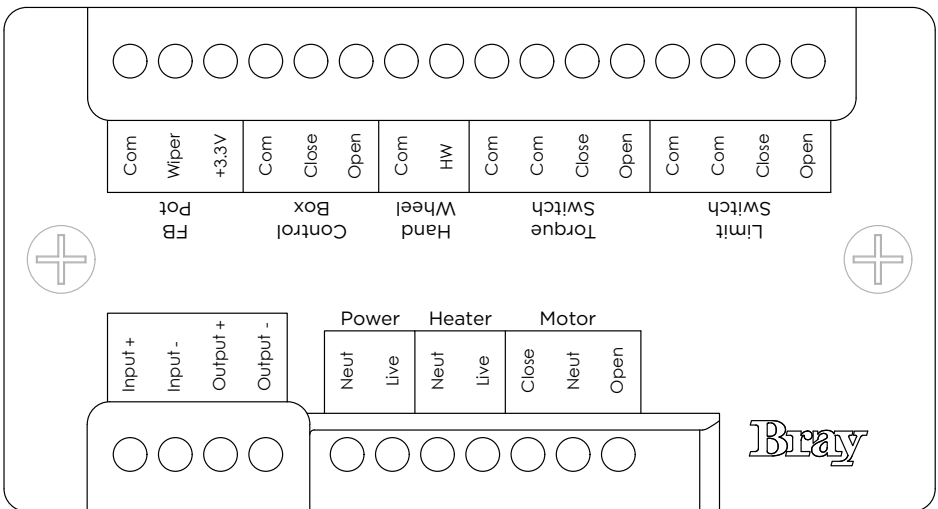 Com Wiper +3.3V Com Close Open Com HW Com Com Close Open Com Com Close Open
FB Pot
Control Box
Hand Wheel
Torque Switch
Limit Switch
Input + Input - Output + Output -
Power Heater Motor
Neut Live Neut Live Close Neut Open
Bray